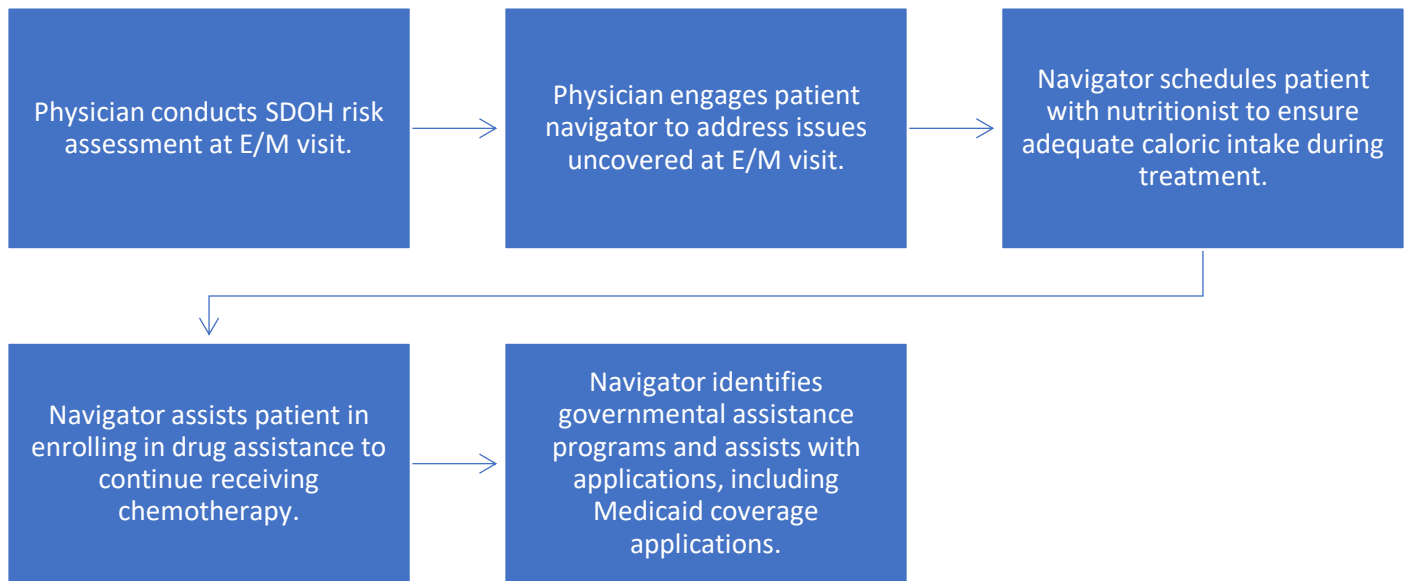 Physician conducts SDOH risk
assessment at E/M visit.
Physician engages patient
navigator to address issues
uncovered at E/M visit.
Navigator schedules patient
with nutritionist to ensure
adequate caloric intake during
treatment.
Navigator assists patient in
enrolling in drug assistance to
continue receiving
chemotherapy.
Navigator identifies
governmental assistance
programs and assists with
applications, including
Medicaid coverage
applications.